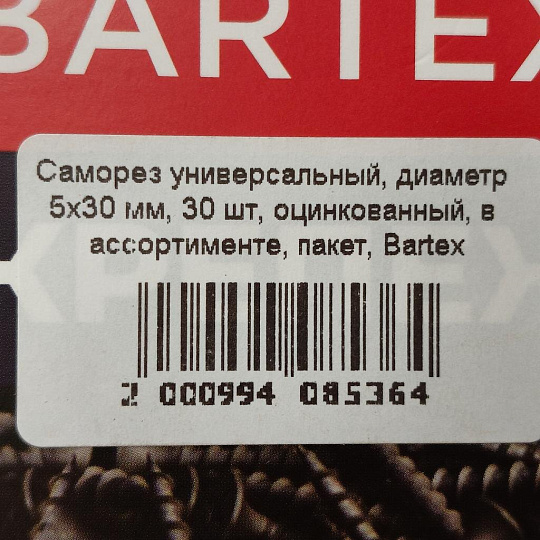 BARTEX
Саморез универсальный, диаметр
5х30 мм, 30 шт, оцинкованный, в
ассортименте, пакет, Bartex
2 000994 085364